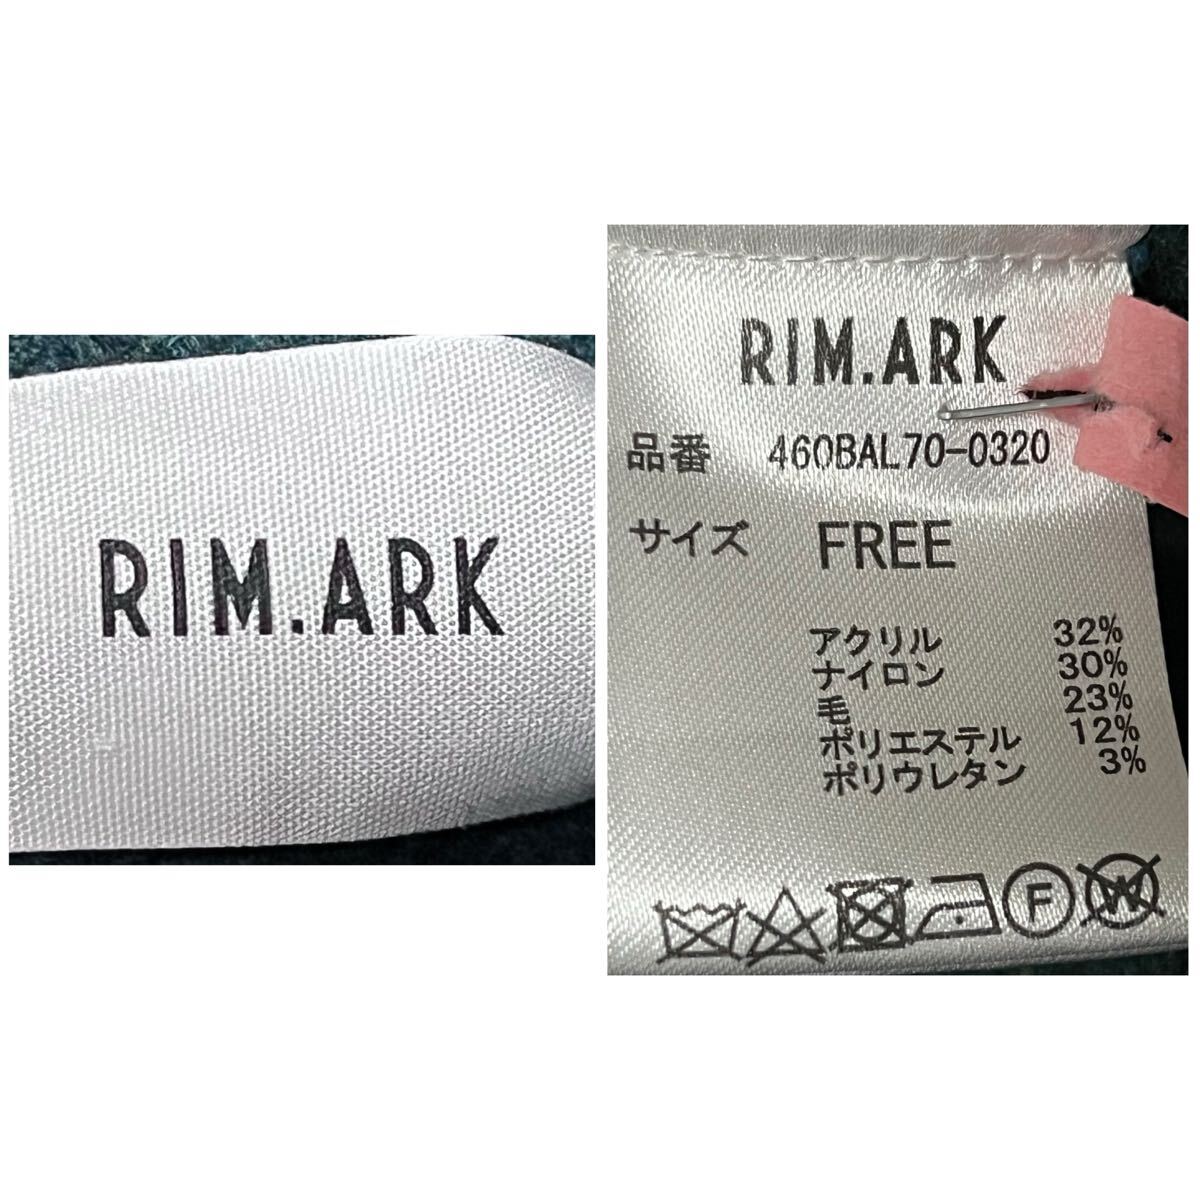 RIM.ARK
RIM.ARK
品番 460BAL70-0320
サイズ FREE
アクリル 32%
ナイロン 30%
毛 23%
ポリエステル 12%
ポリウレタン 3%
F W